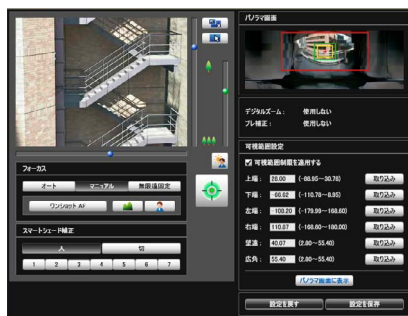 パノラマ画面
デジタルズーム： 使用しない
ブレ補正： 使用しない
可視範囲設定
可視範囲制限を適用する
上端： 26.00 (-68.95~30.78) 取り込み
下端： -66.62 (-110.78~8.95) 取り込み
左端： -100.20 (-179.99~168.60) 取り込み
右端： 110.07 (-168.60~180.00) 取り込み
望遠： 40.07 (2.80~55.40) 取り込み
広角： 55.40 (2.80~55.40) 取り込み
パノラマ画面に表示
設定を戻す 設定を保存
フォーカス
オート マニュアル 無限遠固定
ワンショット AF
スマートシェード補正
入 切
1 2 3 4 5 6 7